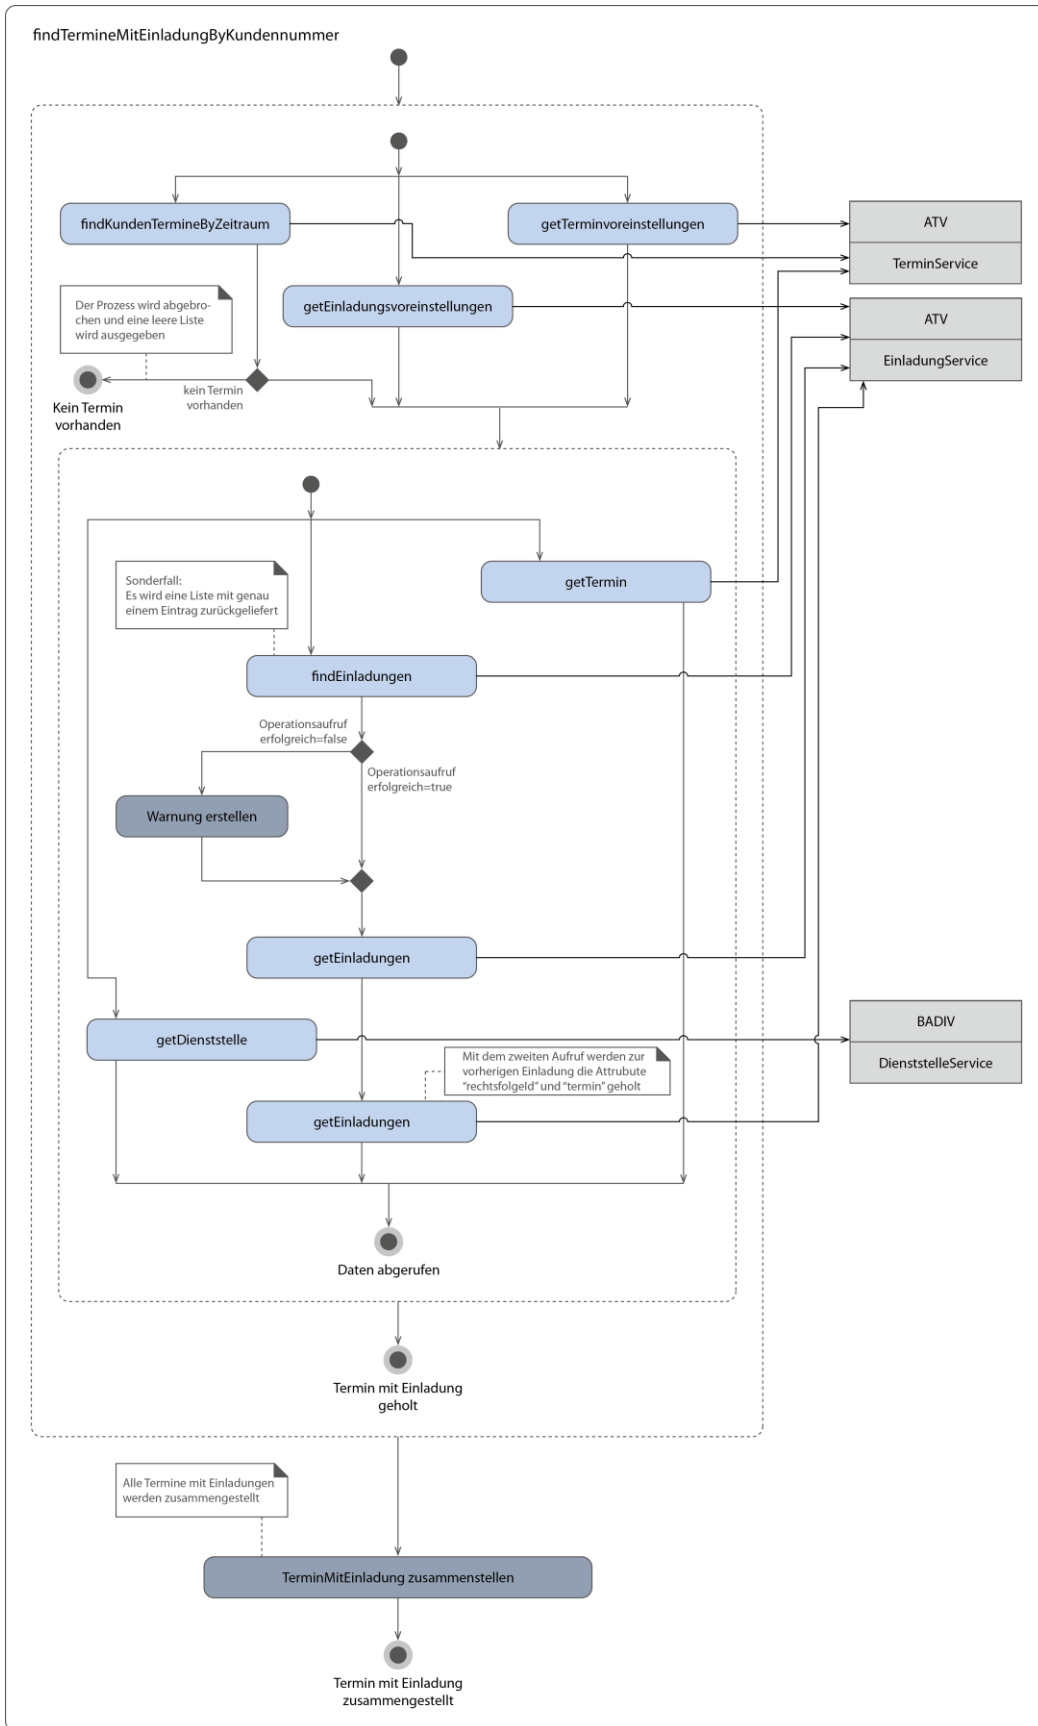 findTermineMitEinladungByKundennummer
findKundenTermineByZeitraum
getTerminvoreinstellungen
ATV
TerminService
Der Prozess wird abgebro-
chen und eine leere Liste
wird ausgegeben
getEinladungsvoreinstellungen
ATV
EinladungService
kein Termin
vorhanden
Kein Termin
vorhanden
Sonderfall:
Es wird eine Liste mit genau
einem Eintrag zurückgeliefert
getTermin
findEinladungen
Operationsaufruf
erfolgreich=false
Operationsaufruf
erfolgreich=true
Warnung erstellen
getEinladungen
getDienststelle
BADIV
DienststelleService
Mit dem zweiten Aufruf werden zur
vorherigen Einladung die Attrubute
“rechtsfolgeId” und “termin” geholt
getEinladungen
Daten abgerufen
Termin mit Einladung
geholt
Alle Termine mit Einladungen
werden zusammengestellt
TerminMitEinladung zusammenstellen
Termin mit Einladung
zusammengestellt